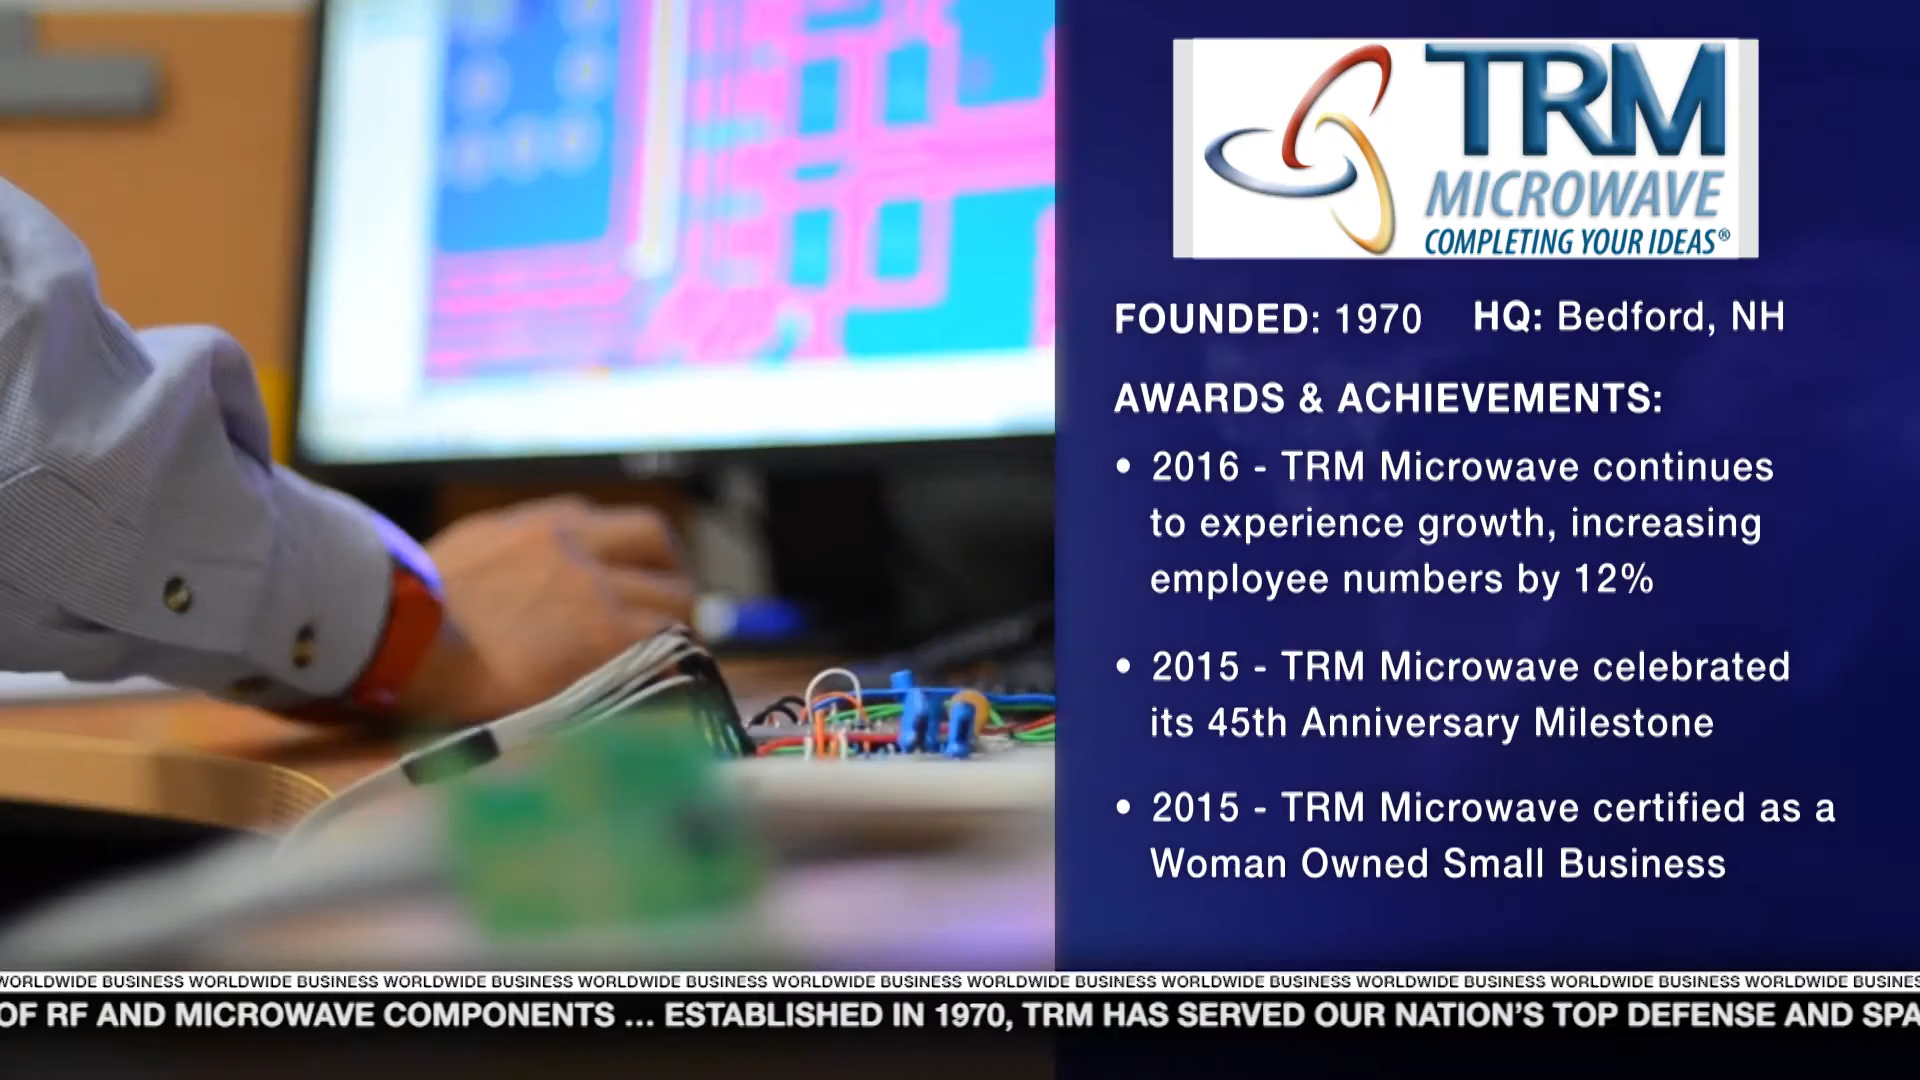 TRM
MICROWAVE
COMPLETING YOUR IDEAS®
FOUNDED: 1970 HQ: Bedford, NH
AWARDS & ACHIEVEMENTS:
• 2016 - TRM Microwave continues
to experience growth, increasing
employee numbers by 12%
• 2015 - TRM Microwave celebrated
its 45th Anniversary Milestone
• 2015 - TRM Microwave certified as a
Woman Owned Small Business
WORLDWIDE BUSINESS WORLDWIDE BUSINESS WORLDWIDE BUSINESS WORLDWIDE BUSINESS WORLDWIDE BUSINESS WORLDWIDE BUSINESS WORLDWIDE BUSINESS WORLDWIDE BUSINESS WORLDWIDE BUSINESS WORLDWIDE BUSINES
OF RF AND MICROWAVE COMPONENTS ... ESTABLISHED IN 1970, TRM HAS SERVED OUR NATION'S TOP DEFENSE AND SPA